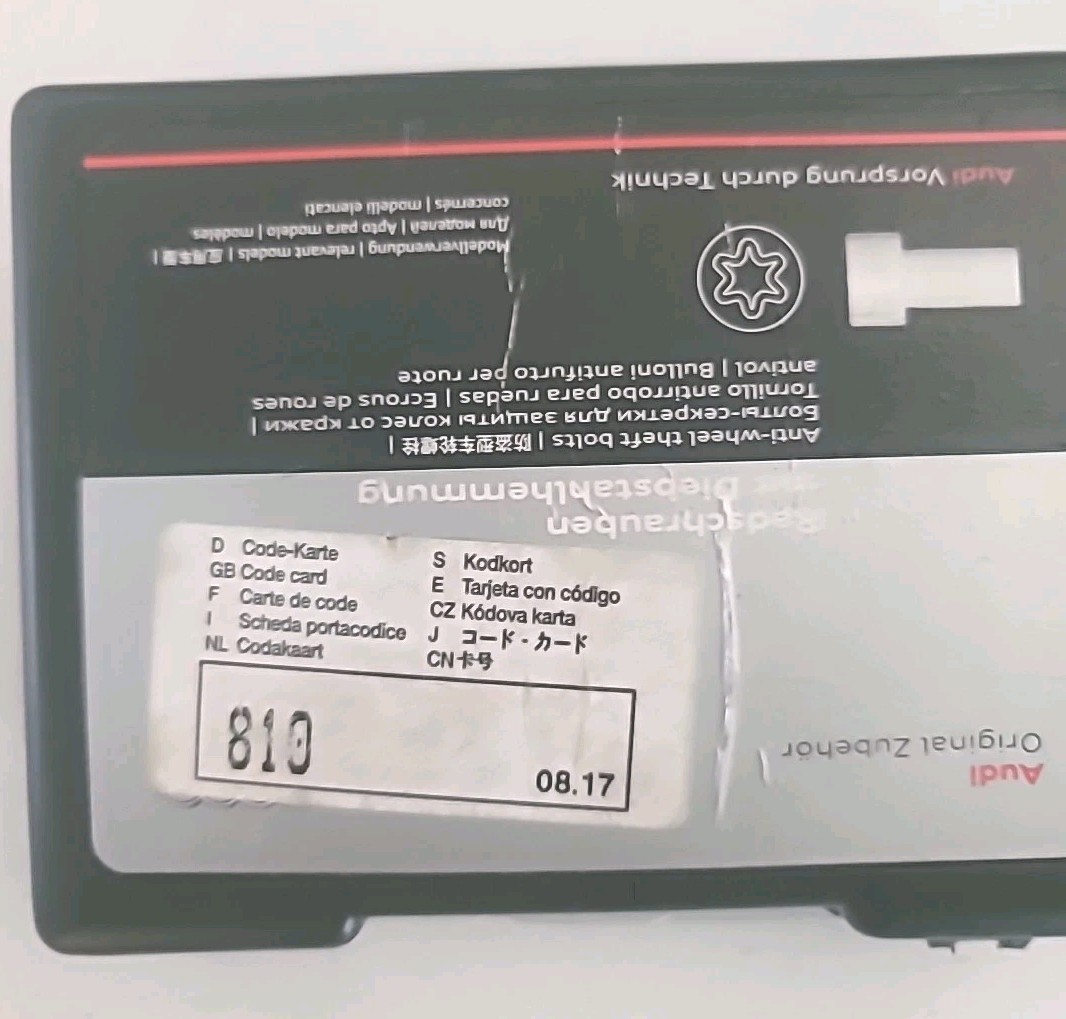 Audi
Original Zubehör
D Code-Karte
GB Code card
F Carte de code
I Scheda portacodice
NL Codakaart
S Kodkort
E Tarjeta con código
CZ Kódova karta
J コード・カード
CN 卡号
08.17
Radschrauben
Diebstahlhemmung
Anti-wheel theft bolts | 防盗型车轮螺栓 |
Болты-секретки для защиты колес от кражи |
Tornillo antirrobo para ruedas | Écrous de roues
antivol | Bulloni antifurto per ruote
Modellverwendung | relevant models | 应用车型 |
Для моделей | Apto para modelo | modèles
concernés | modelli elencati
Audi Vorsprung durch Technik